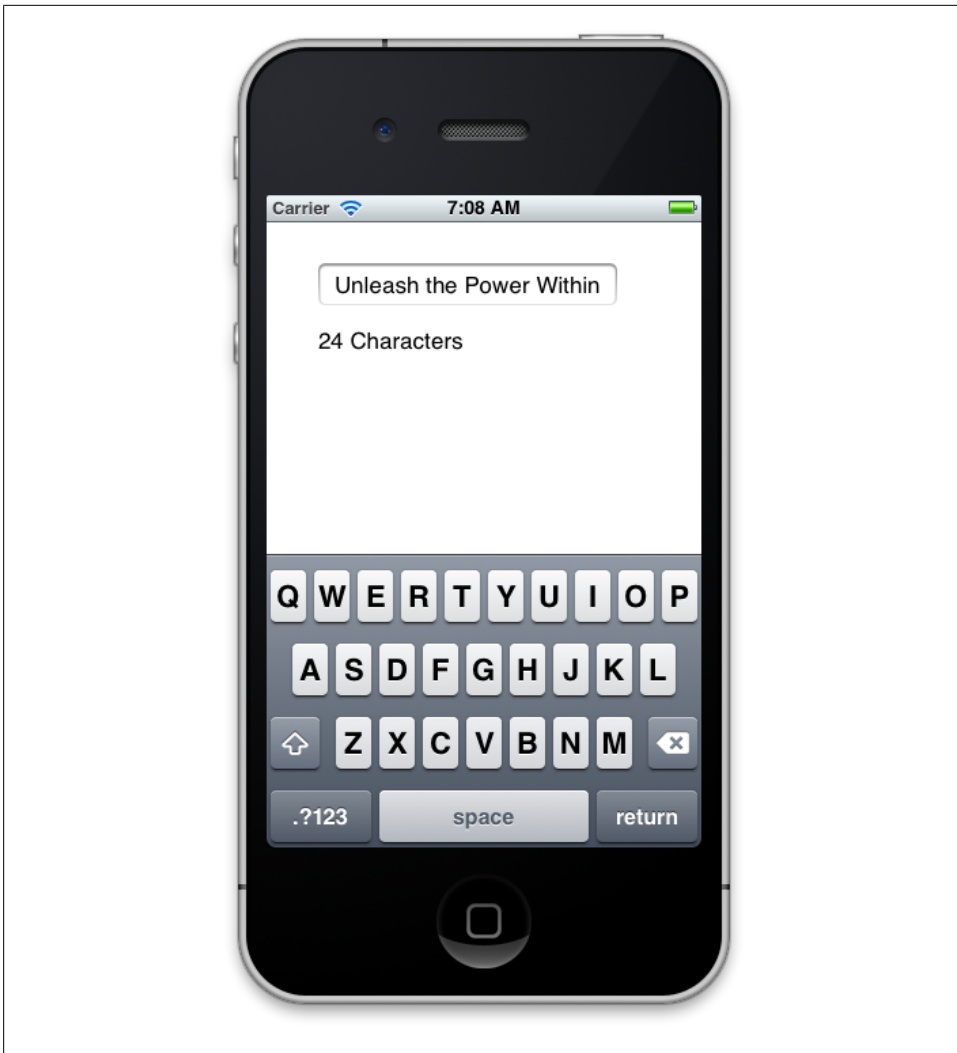 Carrier 7:08 AM
Unleash the Power Within
24 Characters
Q W E R T Y U I O P
A S D F G H J K L
Z X C V B N M
.?123 space return